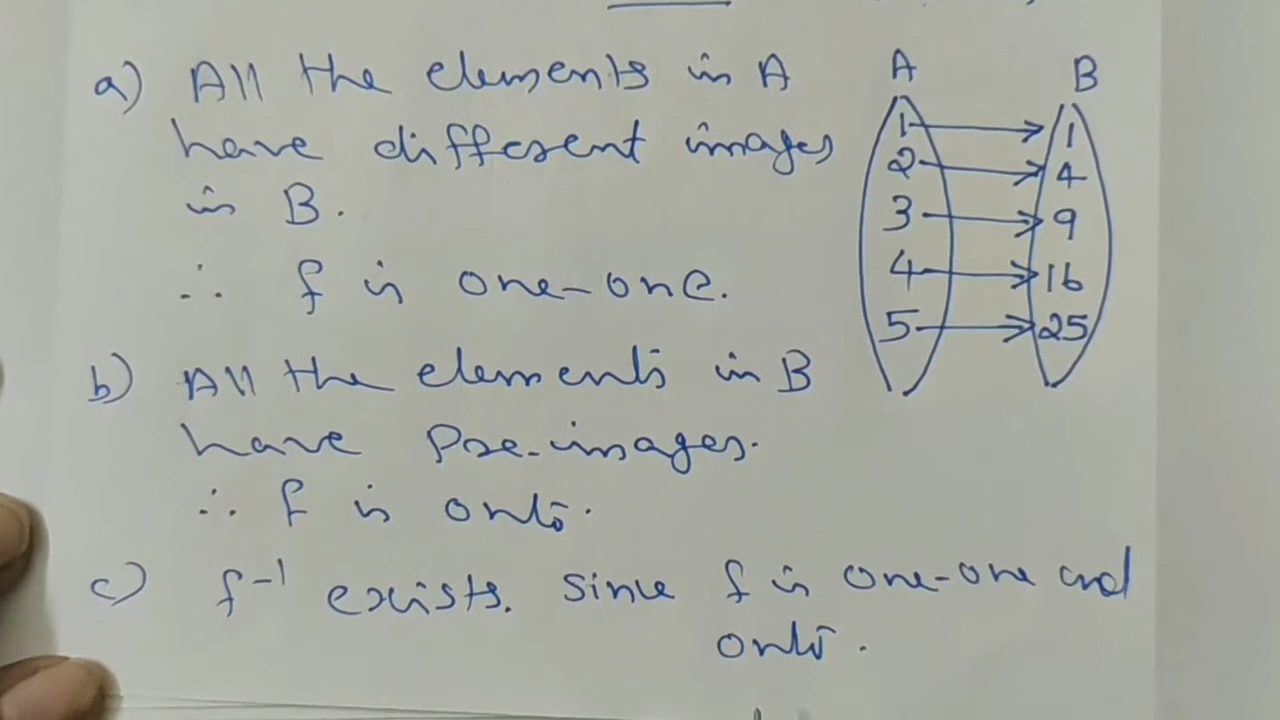 a) All the elements in A
have different images
in B.
∴ f is one-one.
A B
1 → 1
2 → 4
3 → 9
4 → 16
5 → 25
b) All the elements in B
have Pre-images.
∴ f is onto.
c) f⁻¹ exists. Since f is one-one and
onto.